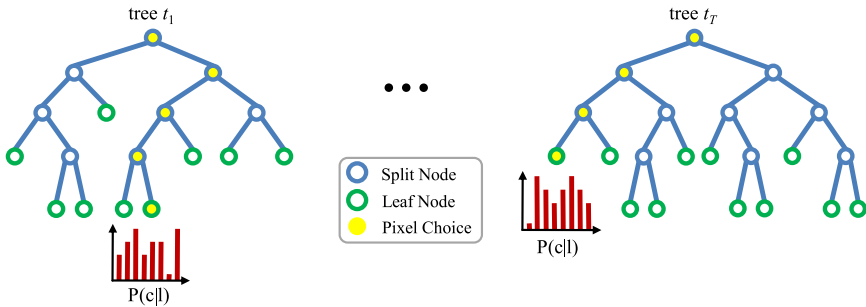 tree t1
tree tT
Split Node
Leaf Node
Pixel Choice
P(c|l)
P(c|l)